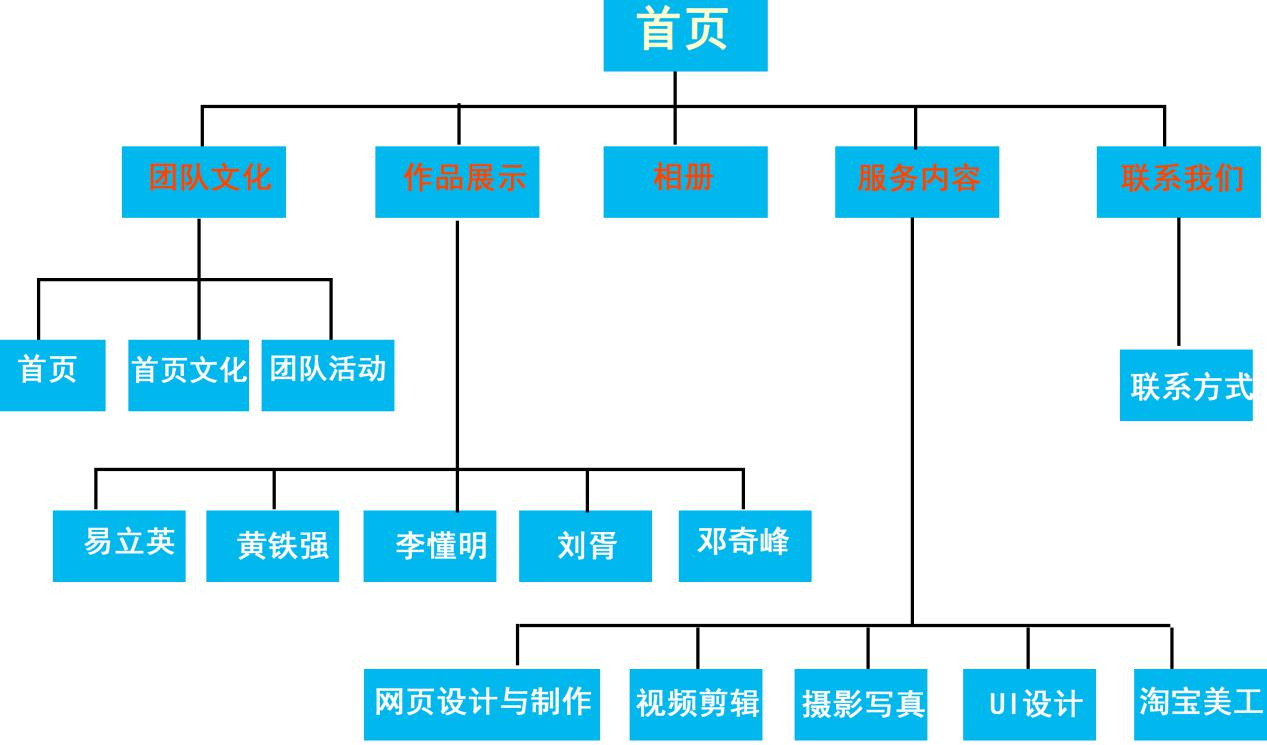 首页
团队文化
作品展示
相册
服务内容
联系我们
首页
首页文化
团队活动
联系方式
易立英
黄铁强
李懂明
刘胥
邓奇峰
网页设计与制作
视频剪辑
摄影写真
UI设计
淘宝美工